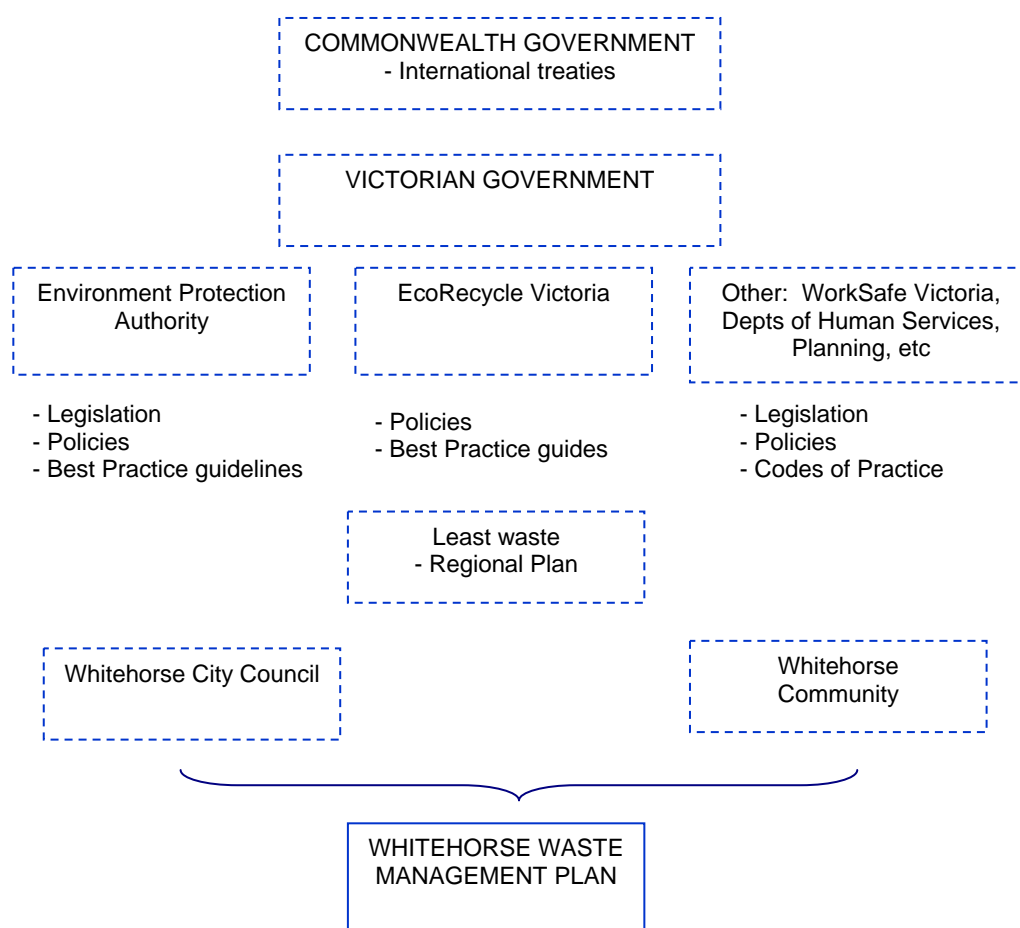 COMMONWEALTH GOVERNMENT
- International treaties
VICTORIAN GOVERNMENT
Environment Protection
Authority
EcoRecycle Victoria
Other:  WorkSafe Victoria,
Depts of Human Services,
Planning, etc
- Legislation
- Policies
- Best Practice guidelines
- Policies
- Best Practice guides
- Legislation
- Policies
- Codes of Practice
Least waste
- Regional Plan
Whitehorse City Council
Whitehorse
Community
WHITEHORSE WASTE
MANAGEMENT PLAN